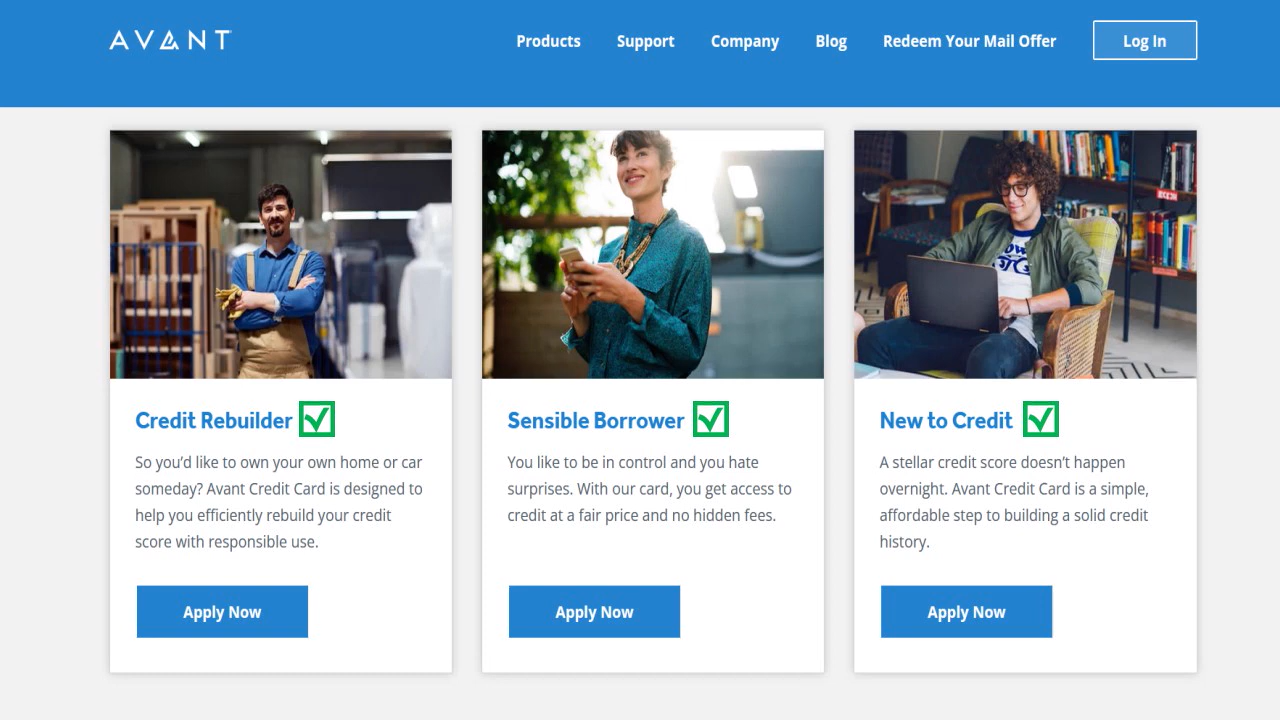 AVANT
Products Support Company Blog Redeem Your Mail Offer Log In
Credit Rebuilder
So you’d like to own your own home or car
someday? Avant Credit Card is designed to
help you efficiently rebuild your credit
score with responsible use.
Apply Now
Sensible Borrower
You like to be in control and you hate
surprises. With our card, you get access to
credit at a fair price and no hidden fees.
Apply Now
New to Credit
A stellar credit score doesn’t happen
overnight. Avant Credit Card is a simple,
affordable step to building a solid credit
history.
Apply Now